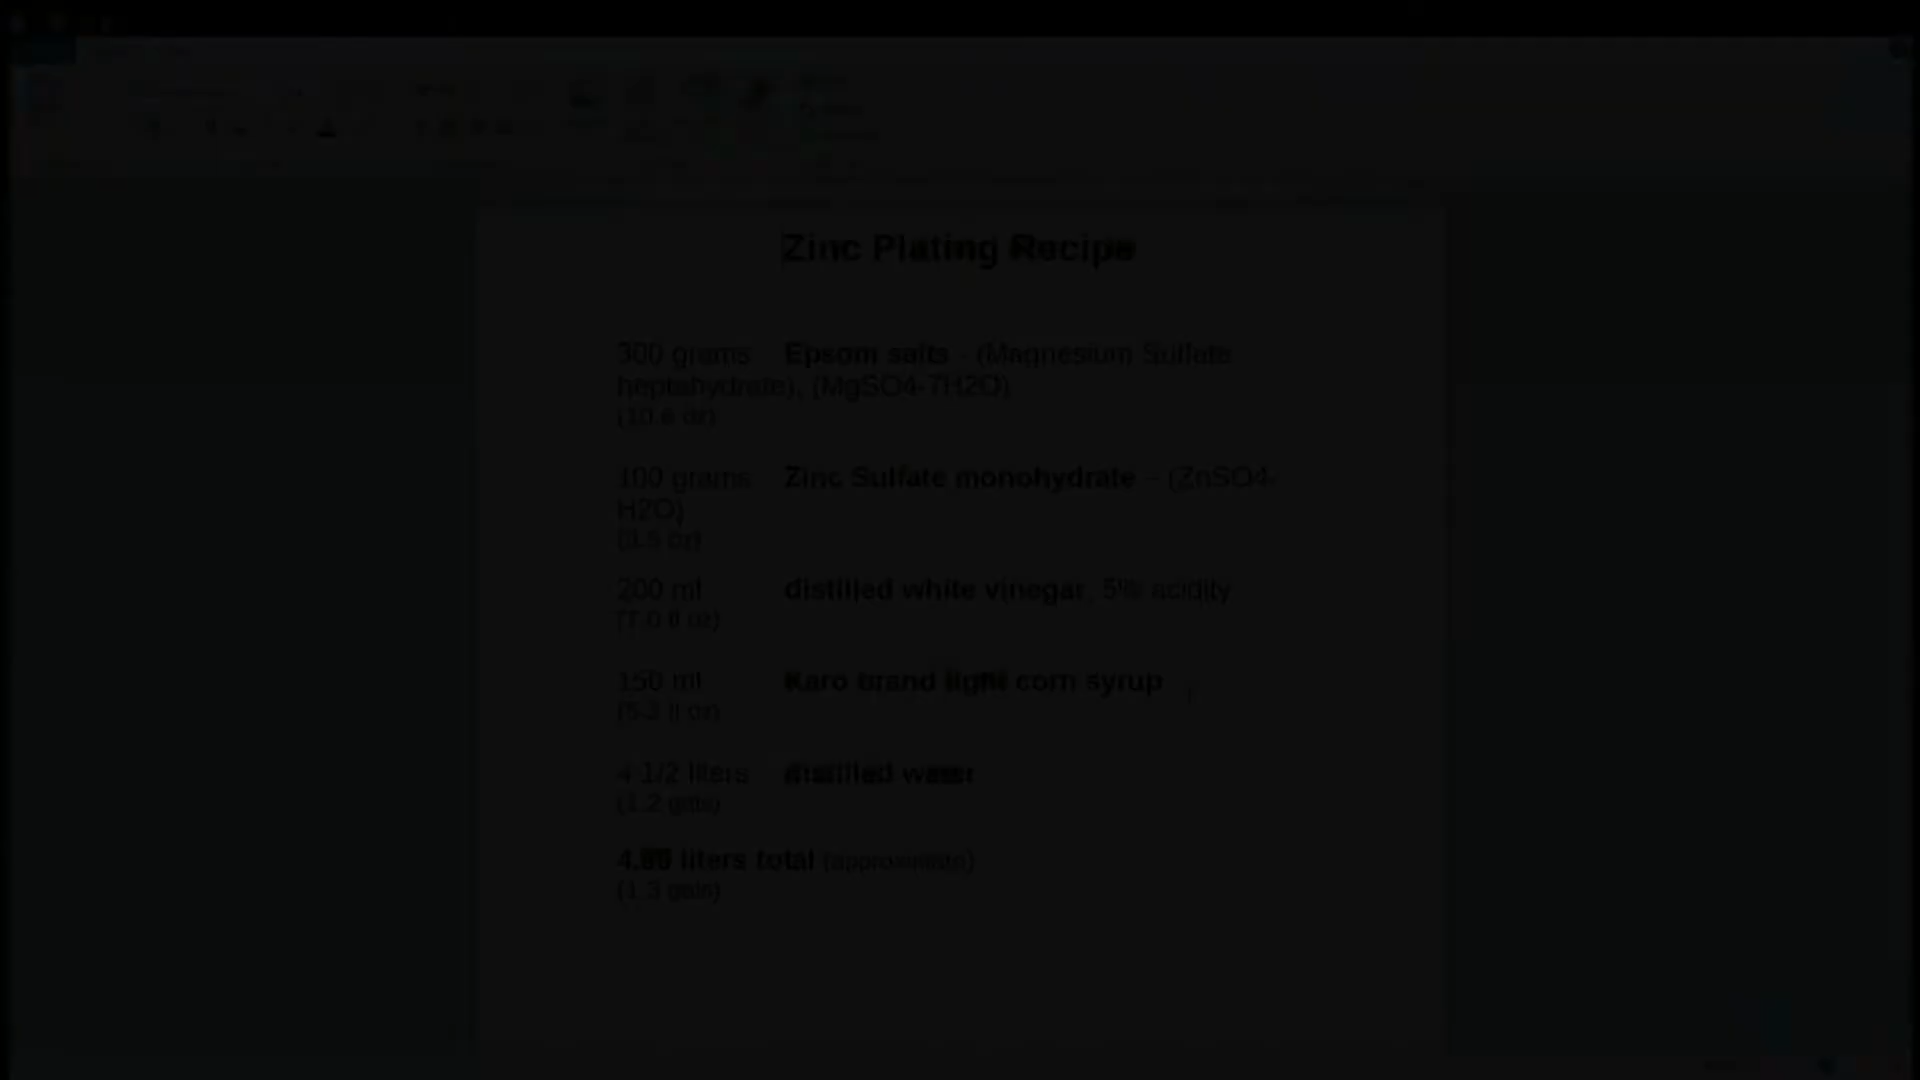 Zinc Plating Recipe
300 grams Epsom salts - (Magnesium Sulfate
heptahydrate), (MgSO4-7H2O)
(10.6 oz)
100 grams Zinc Sulfate monohydrate - (ZnSO4-
H2O)
(3.5 oz)
200 ml distilled white vinegar, 5% acidity
(7.0 fl oz)
150 ml Karo brand light corn syrup
(5.3 fl oz)
4 1/2 liters distilled water
(1.2 gals)
liters total (approximate)
(1.3 gals)